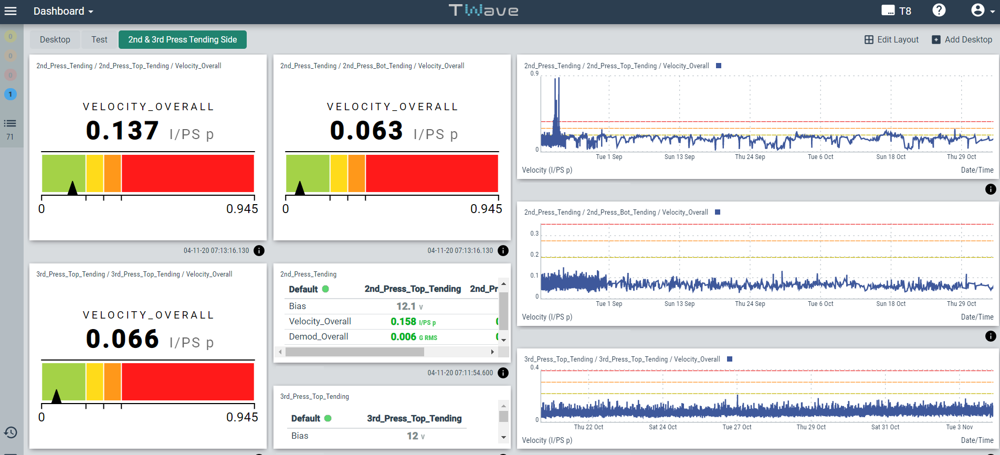 Dashboard
TWave
T8
Desktop
Test
2nd & 3rd Press Tending Side
Edit Layout
Add Desktop
0
0
0
1
71
2nd_Press_Tending / 2nd_Press_Top_Tending / Velocity_Overall
VELOCITY_OVERALL
0.137 I/PS p
0
0.945
04-11-20 07:13:16.130
2nd_Press_Tending / 2nd_Press_Bot_Tending / Velocity_Overall
VELOCITY_OVERALL
0.063 I/PS p
0
0.945
04-11-20 07:13:16.130
2nd_Press_Tending / 2nd_Press_Top_Tending / Velocity_Overall
0.9
0
Tue 1 Sep
Sun 13 Sep
Thu 24 Sep
Tue 6 Oct
Sun 18 Oct
Thu 29 Oct
Velocity (I/PS p)
Date/Time
2nd_Press_Tending / 2nd_Press_Bot_Tending / Velocity_Overall
0.3
0.2
0.1
0
Tue 1 Sep
Sun 13 Sep
Thu 24 Sep
Tue 6 Oct
Sun 18 Oct
Thu 29 Oct
Velocity (I/PS p)
Date/Time
3rd_Press_Top_Tending / 3rd_Press_Top_Tending / Velocity_Overall
VELOCITY_OVERALL
0.066 I/PS p
0
0.945
2nd_Press_Tending
Default 2nd_Press_Top_Tending 2nd_Pr
Bias 12.1 V
Velocity_Overall 0.158 I/PS p
Demod_Overall 0.006 G RMS
04-11-20 07:11:54.600
3rd_Press_Top_Tending
Default 3rd_Press_Top_Tending
Bias 12 V
3rd_Press_Top_Tending / 3rd_Press_Top_Tending / Velocity_Overall
0.4
0
Thu 22 Oct
Sat 24 Oct
Tue 27 Oct
Thu 29 Oct
Sat 31 Oct
Tue 3 Nov
Velocity (I/PS p)
Date/Time